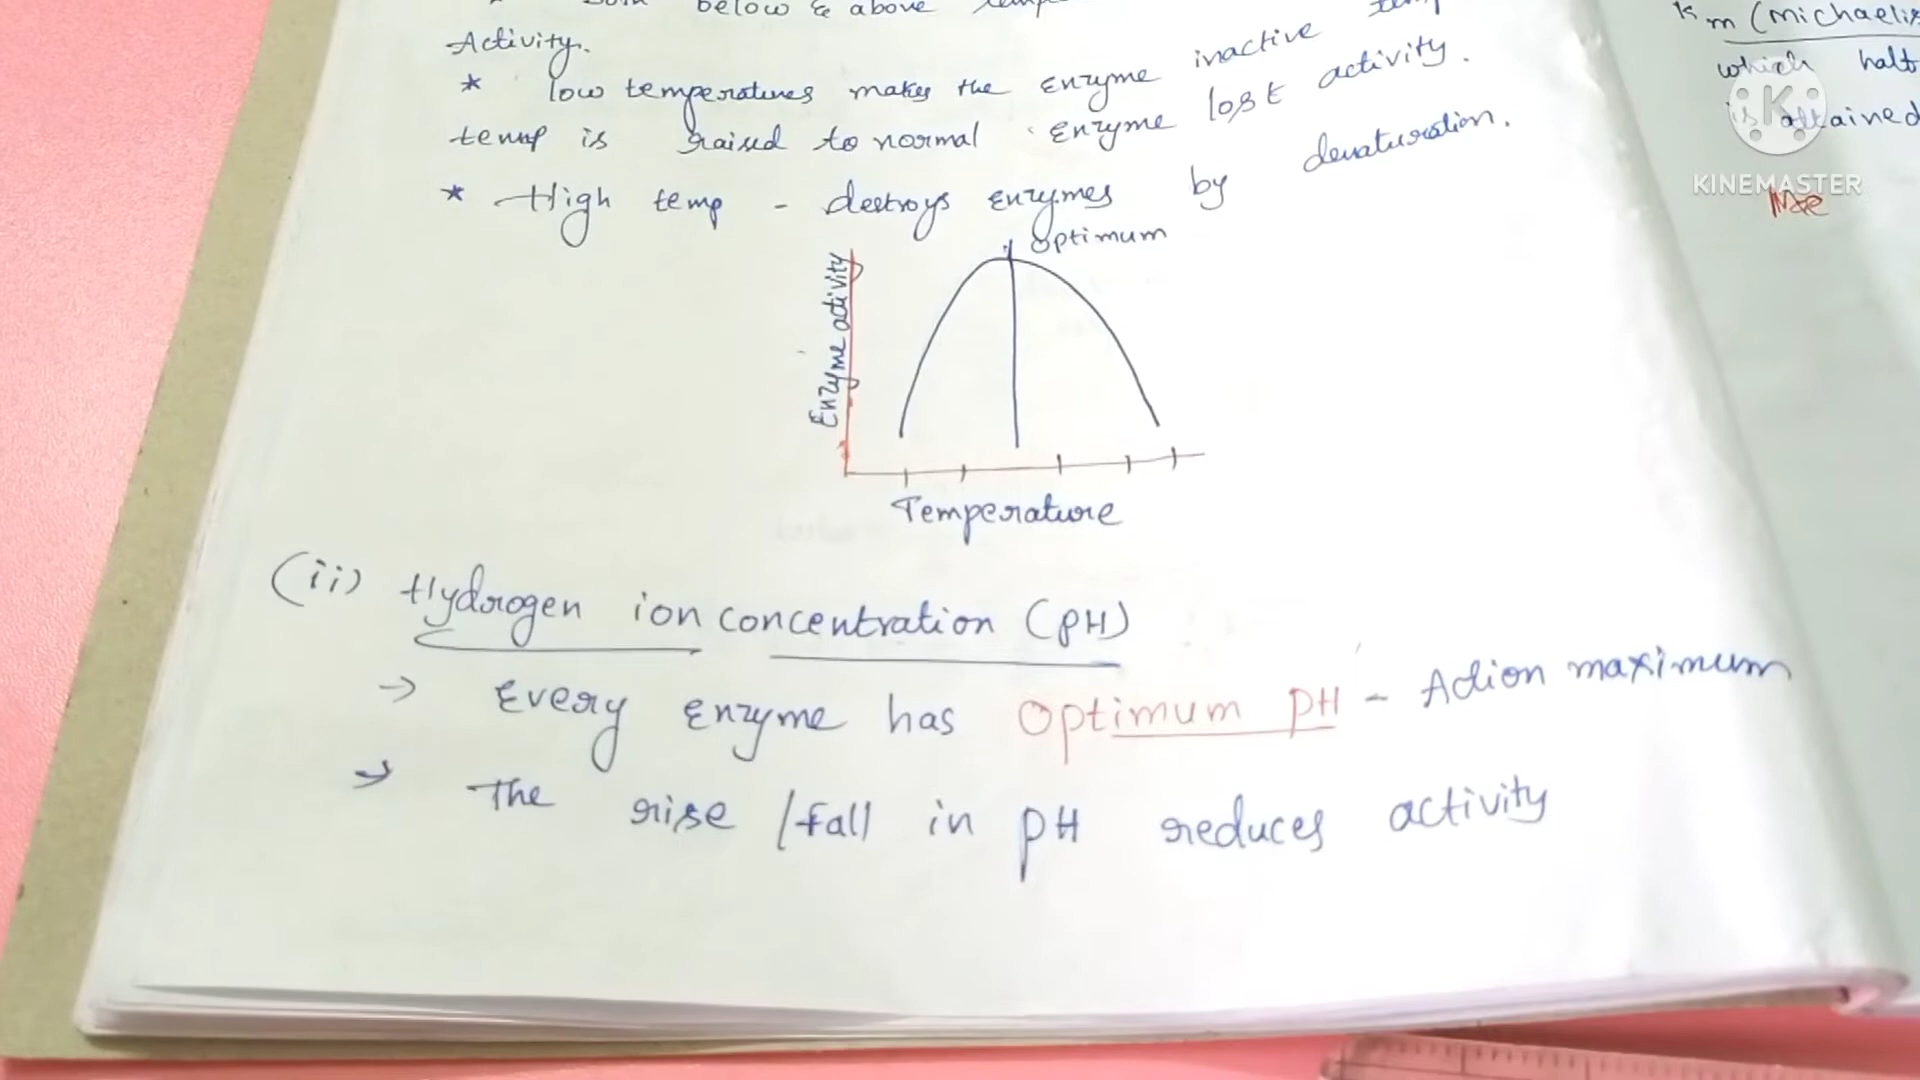 below & above
Activity.
* low temperatures makes the enzyme inactive
temp is raised to normal enzyme lost activity.
* High temp - destroys enzymes by denaturation.
optimum
Enzyme activity
Temperature
(ii) Hydrogen ion concentration (pH)
→ Every enzyme has Optimum pH - Action maximum
→ The rise / fall in pH reduces activity
Km (Michaelis
which half
is attained
KINEMASTER